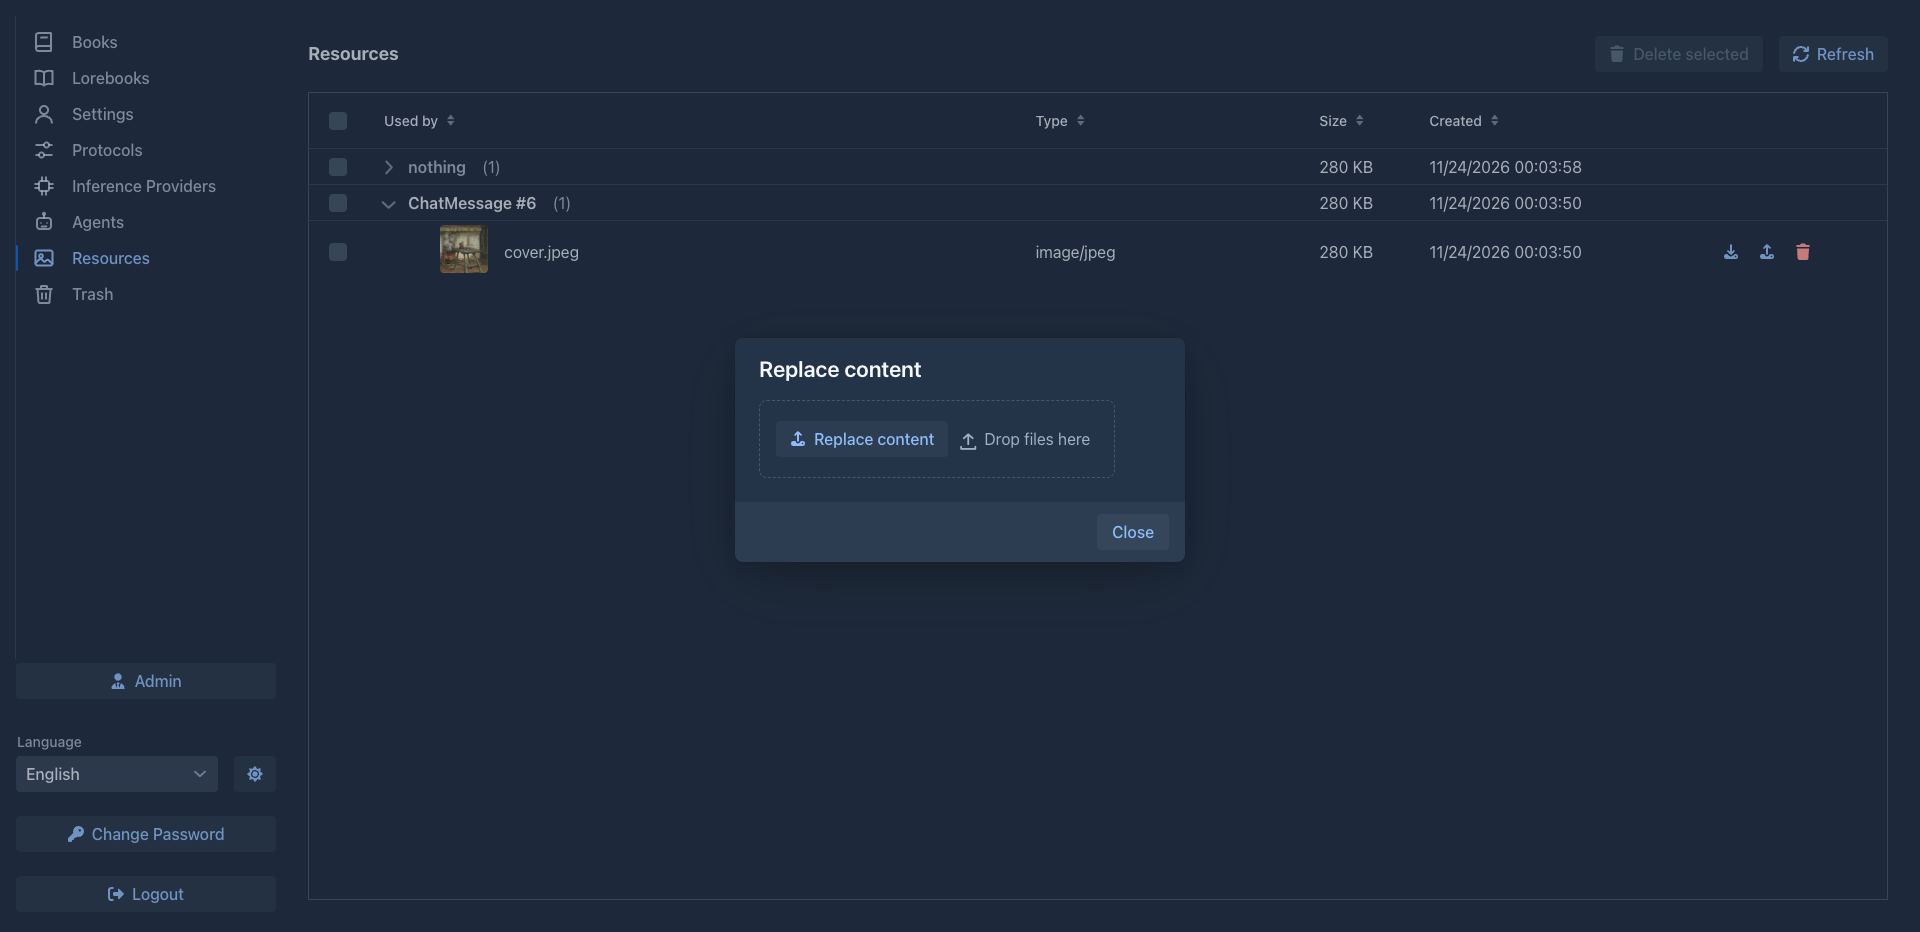 Books
Lorebooks
Settings
Protocols
Inference Providers
Agents
Resources
Trash
Admin
Language
English
Change Password
Logout
Resources
Delete selected
Refresh
Used by Type Size Created
nothing (1) 280 KB 11/24/2026 00:03:58
ChatMessage #6 (1) 280 KB 11/24/2026 00:03:50
cover.jpeg image/jpeg 280 KB 11/24/2026 00:03:50
Replace content
Replace content Drop files here
Close